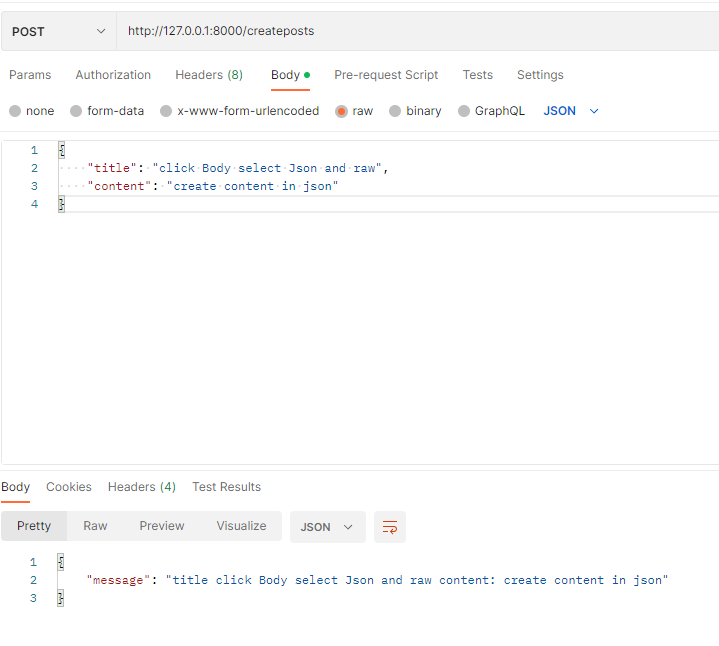 POST http://127.0.0.1:8000/createposts
Params Authorization Headers (8) Body Pre-request Script Tests Settings
none form-data x-www-form-urlencoded raw binary GraphQL JSON
1 {
2 "title": "click Body select Json and raw",
3 "content": "create content in json"
4 }
Body Cookies Headers (4) Test Results
Pretty Raw Preview Visualize JSON
1 {
2 "message": "title click Body select Json and raw content: create content in json"
3 }